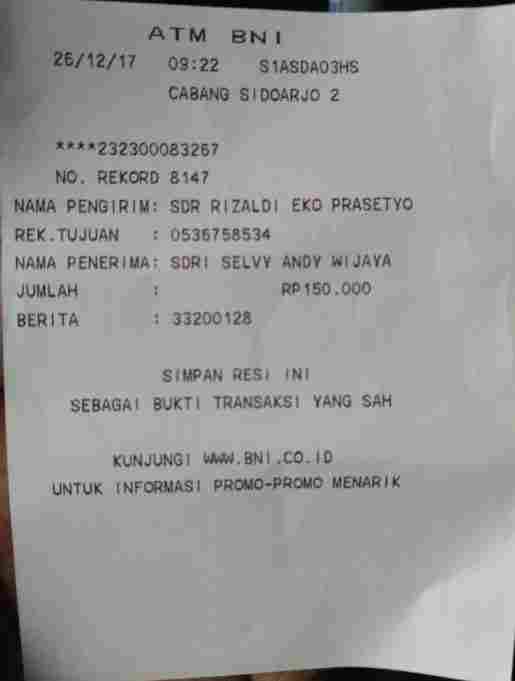 ATM BNI
26/12/17 09:22 S1ASDA03HS
CABANG SIDOARJO 2
****232300083267
NO. REKORD 8147
NAMA PENGIRIM: SDR RIZALDI EKO PRASETYO
REK.TUJUAN : 0536758534
NAMA PENERIMA: SDRI SELVY ANDY WIJAYA
JUMLAH : RP150.000
BERITA : 33200128
SIMPAN RESI INI
SEBAGAI BUKTI TRANSAKSI YANG SAH
KUNJUNGI WWW.BNI.CO.ID
UNTUK INFORMASI PROMO-PROMO MENARIK